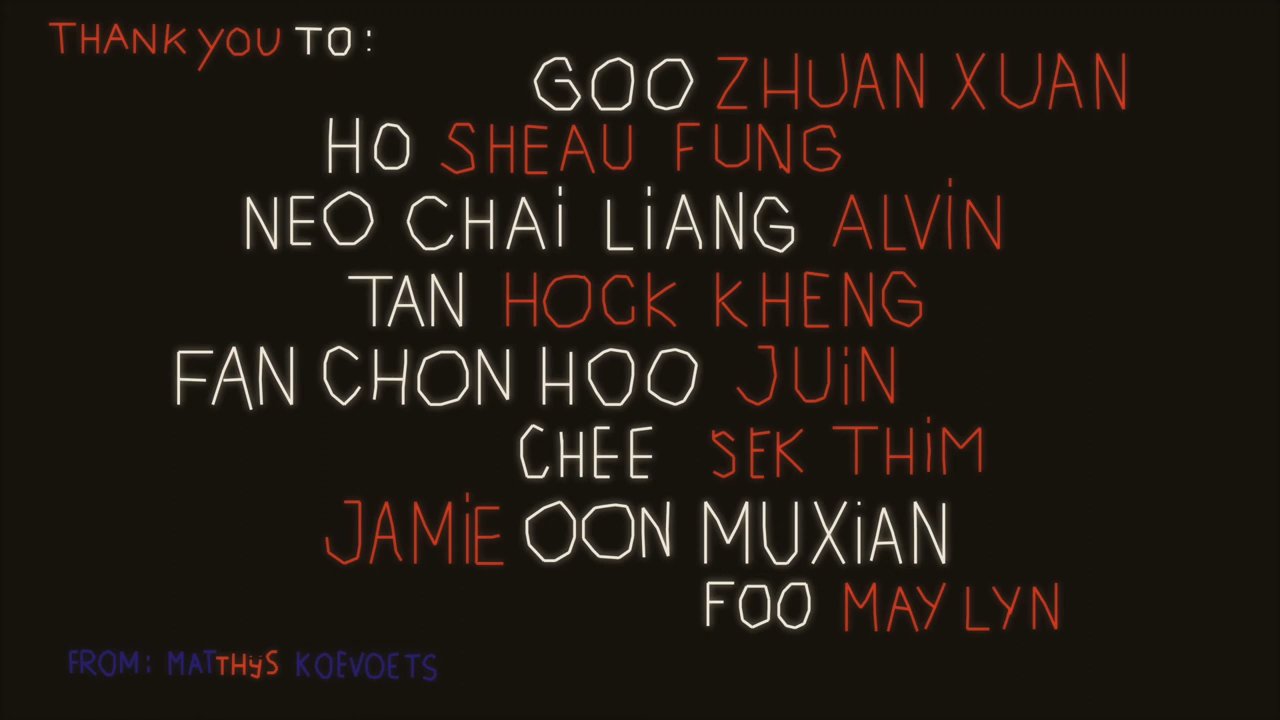 THANK YOU TO:
GOO ZHUAN XUAN
HO SHEAU FUNG
NEO CHAi LiANG ALViN
TAN HOCK KHENG
FAN CHON HOO JUiN
CHEE SEK THiM
JAMiE OON MUXiAN
FOO MAY LYN
FROM: MATTHyS KOEVOETS